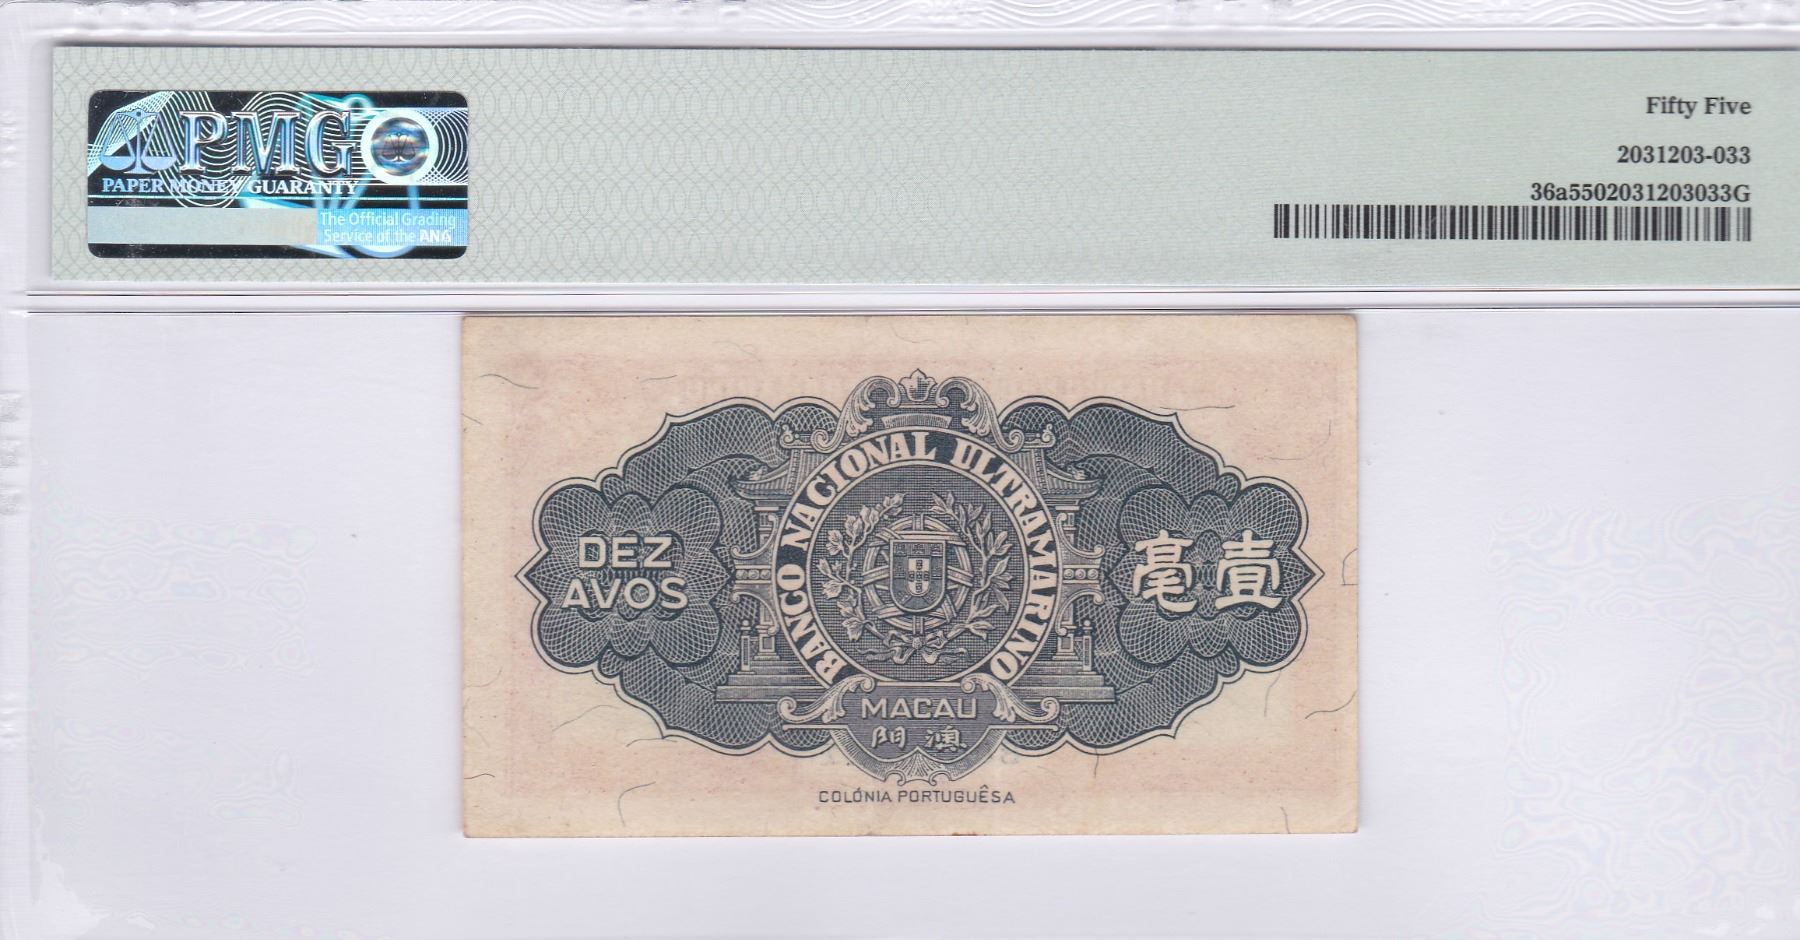 PMG
PAPER MONEY GUARANTY
The Official Grading
Service of the ANA
Fifty Five
2031203-033
36a5502031203033G
BANCO NACIONAL ULTRAMARINO
DEZ
AVOS
毫壹
MACAU
門澳
COLÓNIA PORTUGUÊSA